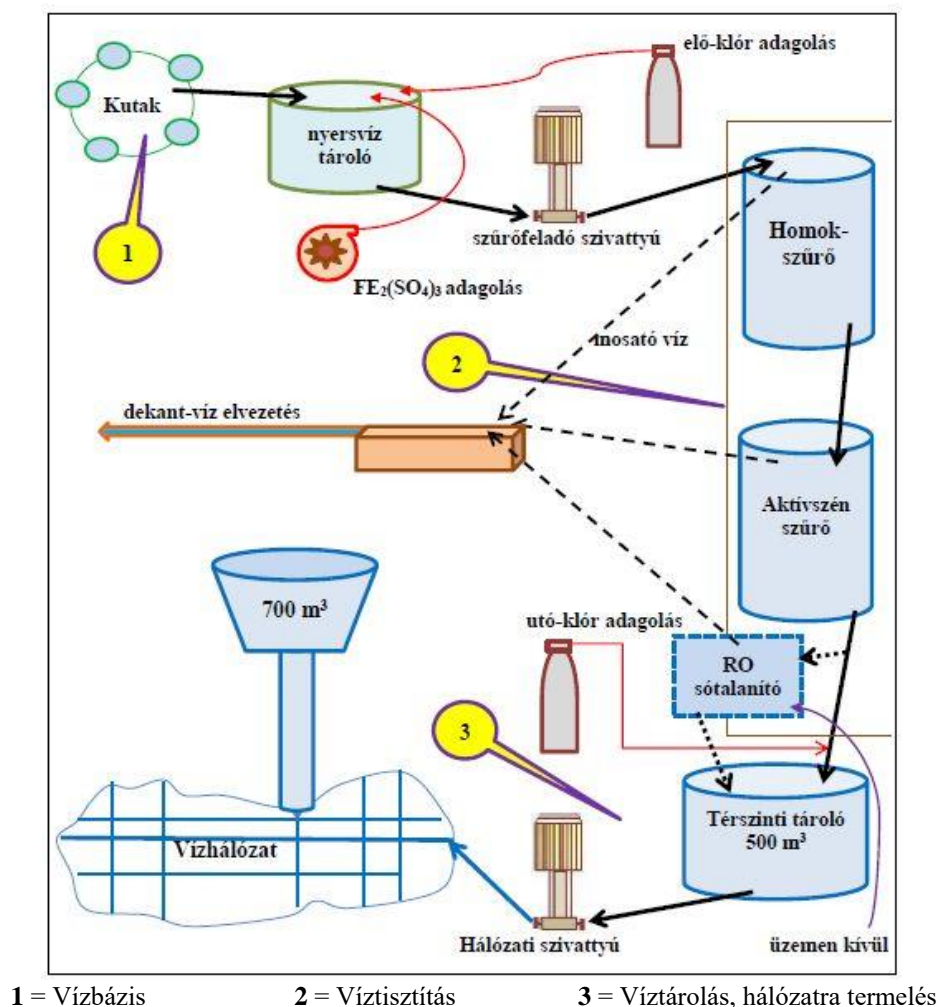 elő-klór adagolás
Kutak
nyersvíz
tároló
1
szűrőfeladó szivattyú
FE₂(SO₄)₃ adagolás
Homok-
szűrő
mosató víz
2
dekant-víz elvezetés
Aktívszén
szűrő
700 m³
utó-klór adagolás
RO
sótalanító
3
Térszinti tároló
500 m³
Vízhálózat
Hálózati szivattyú
üzemen kívül
1 = Vízbázis
2 = Víztisztítás
3 = Víztárolás, hálózatra termelés